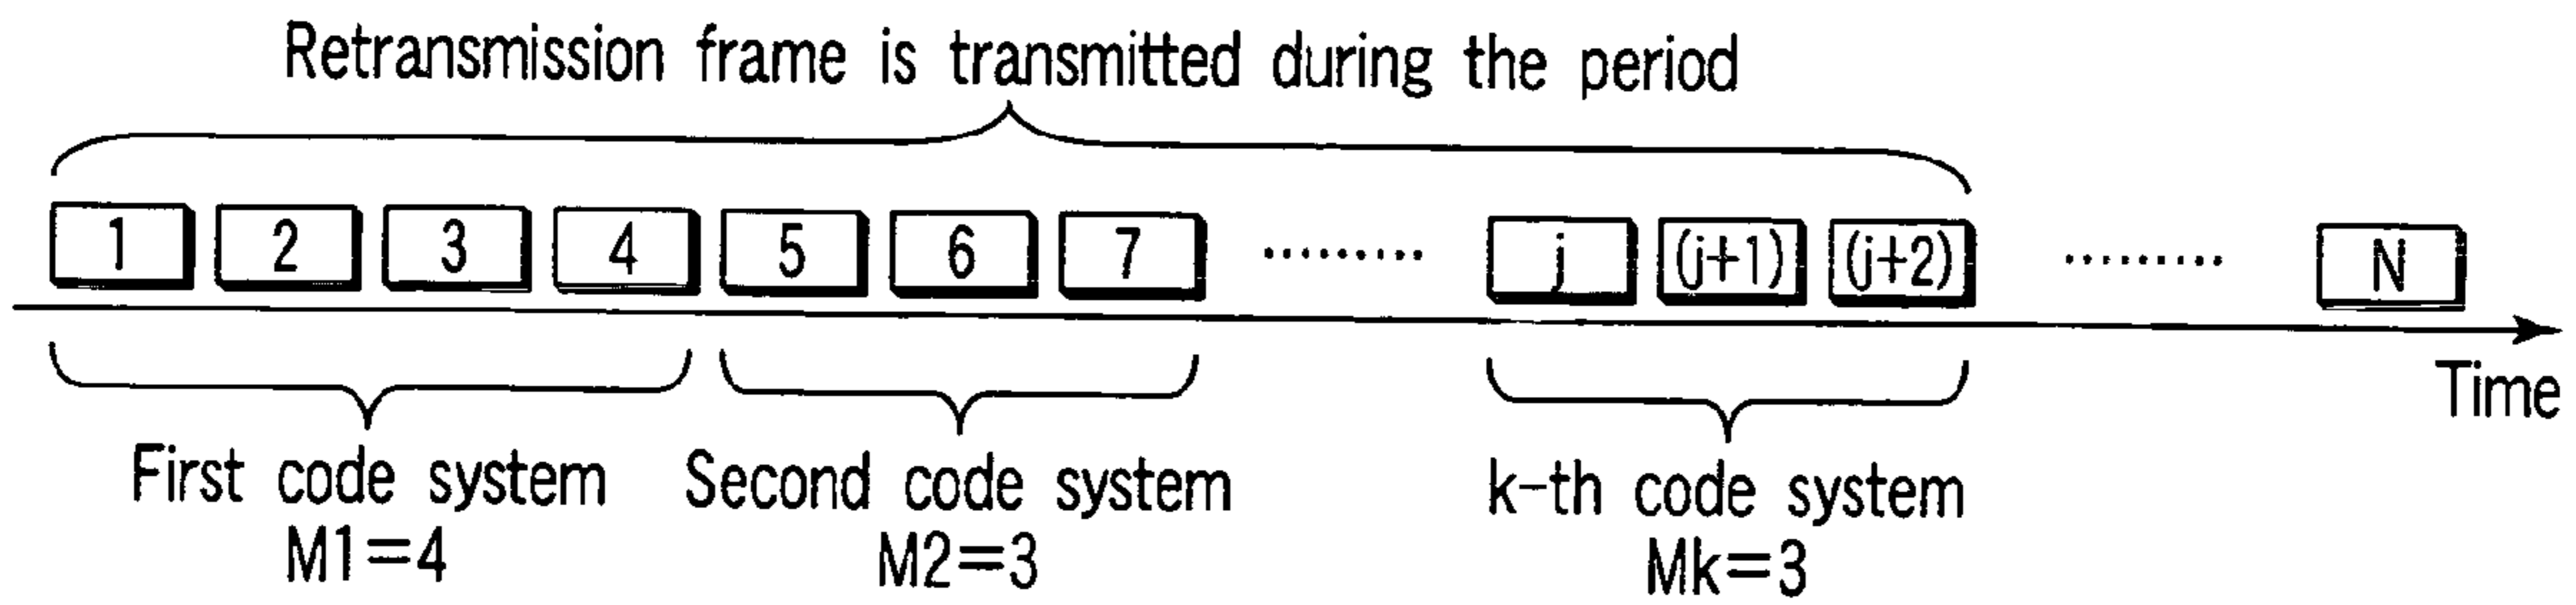 Retransmission frame is transmitted during the period
1 2 3 4 5 6 7 ......... j (j+1) (j+2) ......... N
Time
First code system Second code system k-th code system
M1=4 M2=3 Mk=3